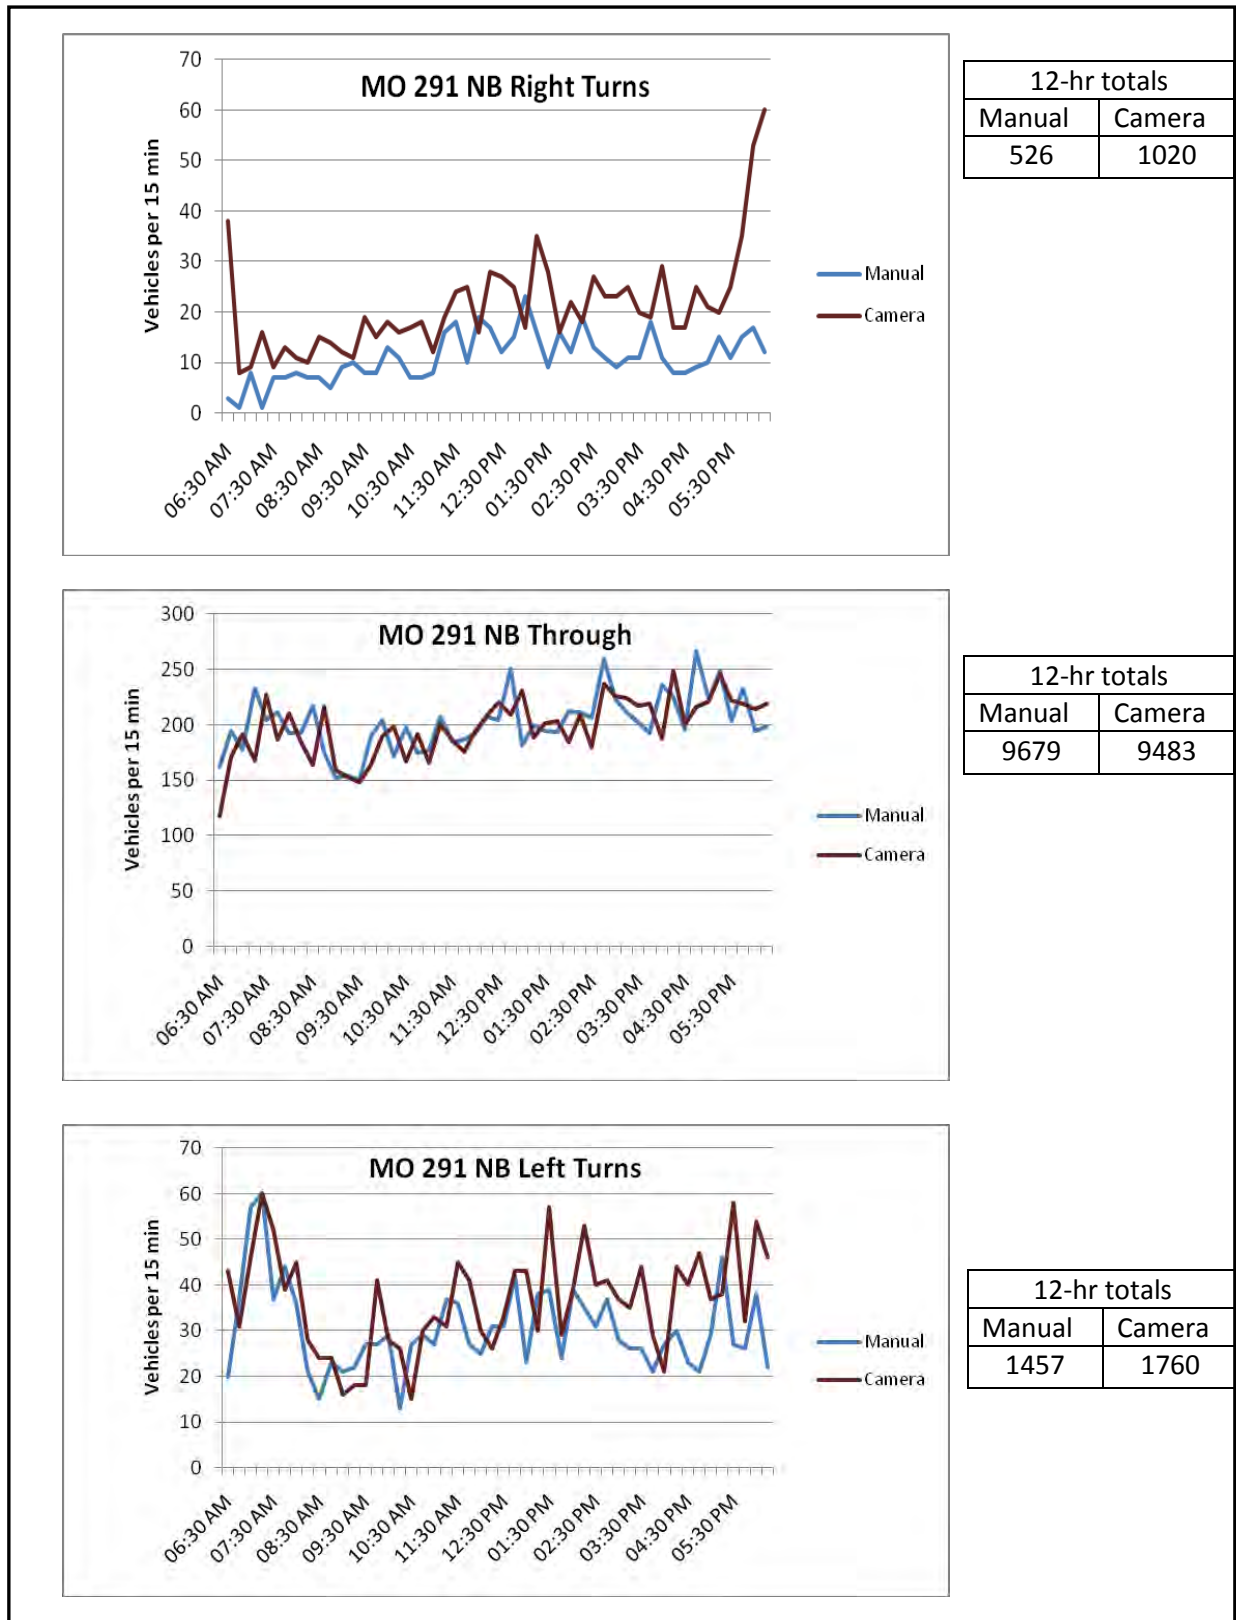 MO 291 NB Right Turns
Vehicles per 15 min
70
60
50
40
30
20
10
0
06:30 AM
07:30 AM
08:30 AM
09:30 AM
10:30 AM
11:30 AM
12:30 PM
01:30 PM
02:30 PM
03:30 PM
04:30 PM
05:30 PM
Manual
Camera
12-hr totals
Manual Camera
526 1020
MO 291 NB Through
Vehicles per 15 min
300
250
200
150
100
50
0
06:30 AM
07:30 AM
08:30 AM
09:30 AM
10:30 AM
11:30 AM
12:30 PM
01:30 PM
02:30 PM
03:30 PM
04:30 PM
05:30 PM
Manual
Camera
12-hr totals
Manual Camera
9679 9483
MO 291 NB Left Turns
Vehicles per 15 min
70
60
50
40
30
20
10
0
06:30 AM
07:30 AM
08:30 AM
09:30 AM
10:30 AM
11:30 AM
12:30 PM
01:30 PM
02:30 PM
03:30 PM
04:30 PM
05:30 PM
Manual
Camera
12-hr totals
Manual Camera
1457 1760